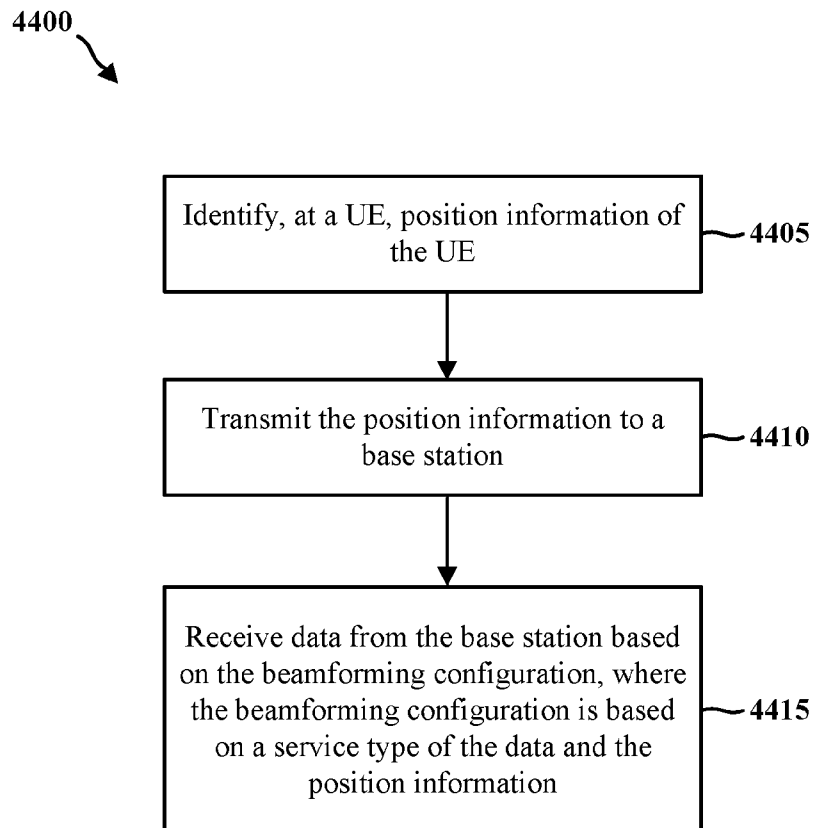 4400
Identify, at a UE, position information of
the UE
4405
Transmit the position information to a
base station
4410
Receive data from the base station based
on the beamforming configuration, where
the beamforming configuration is based
on a service type of the data and the
position information
4415